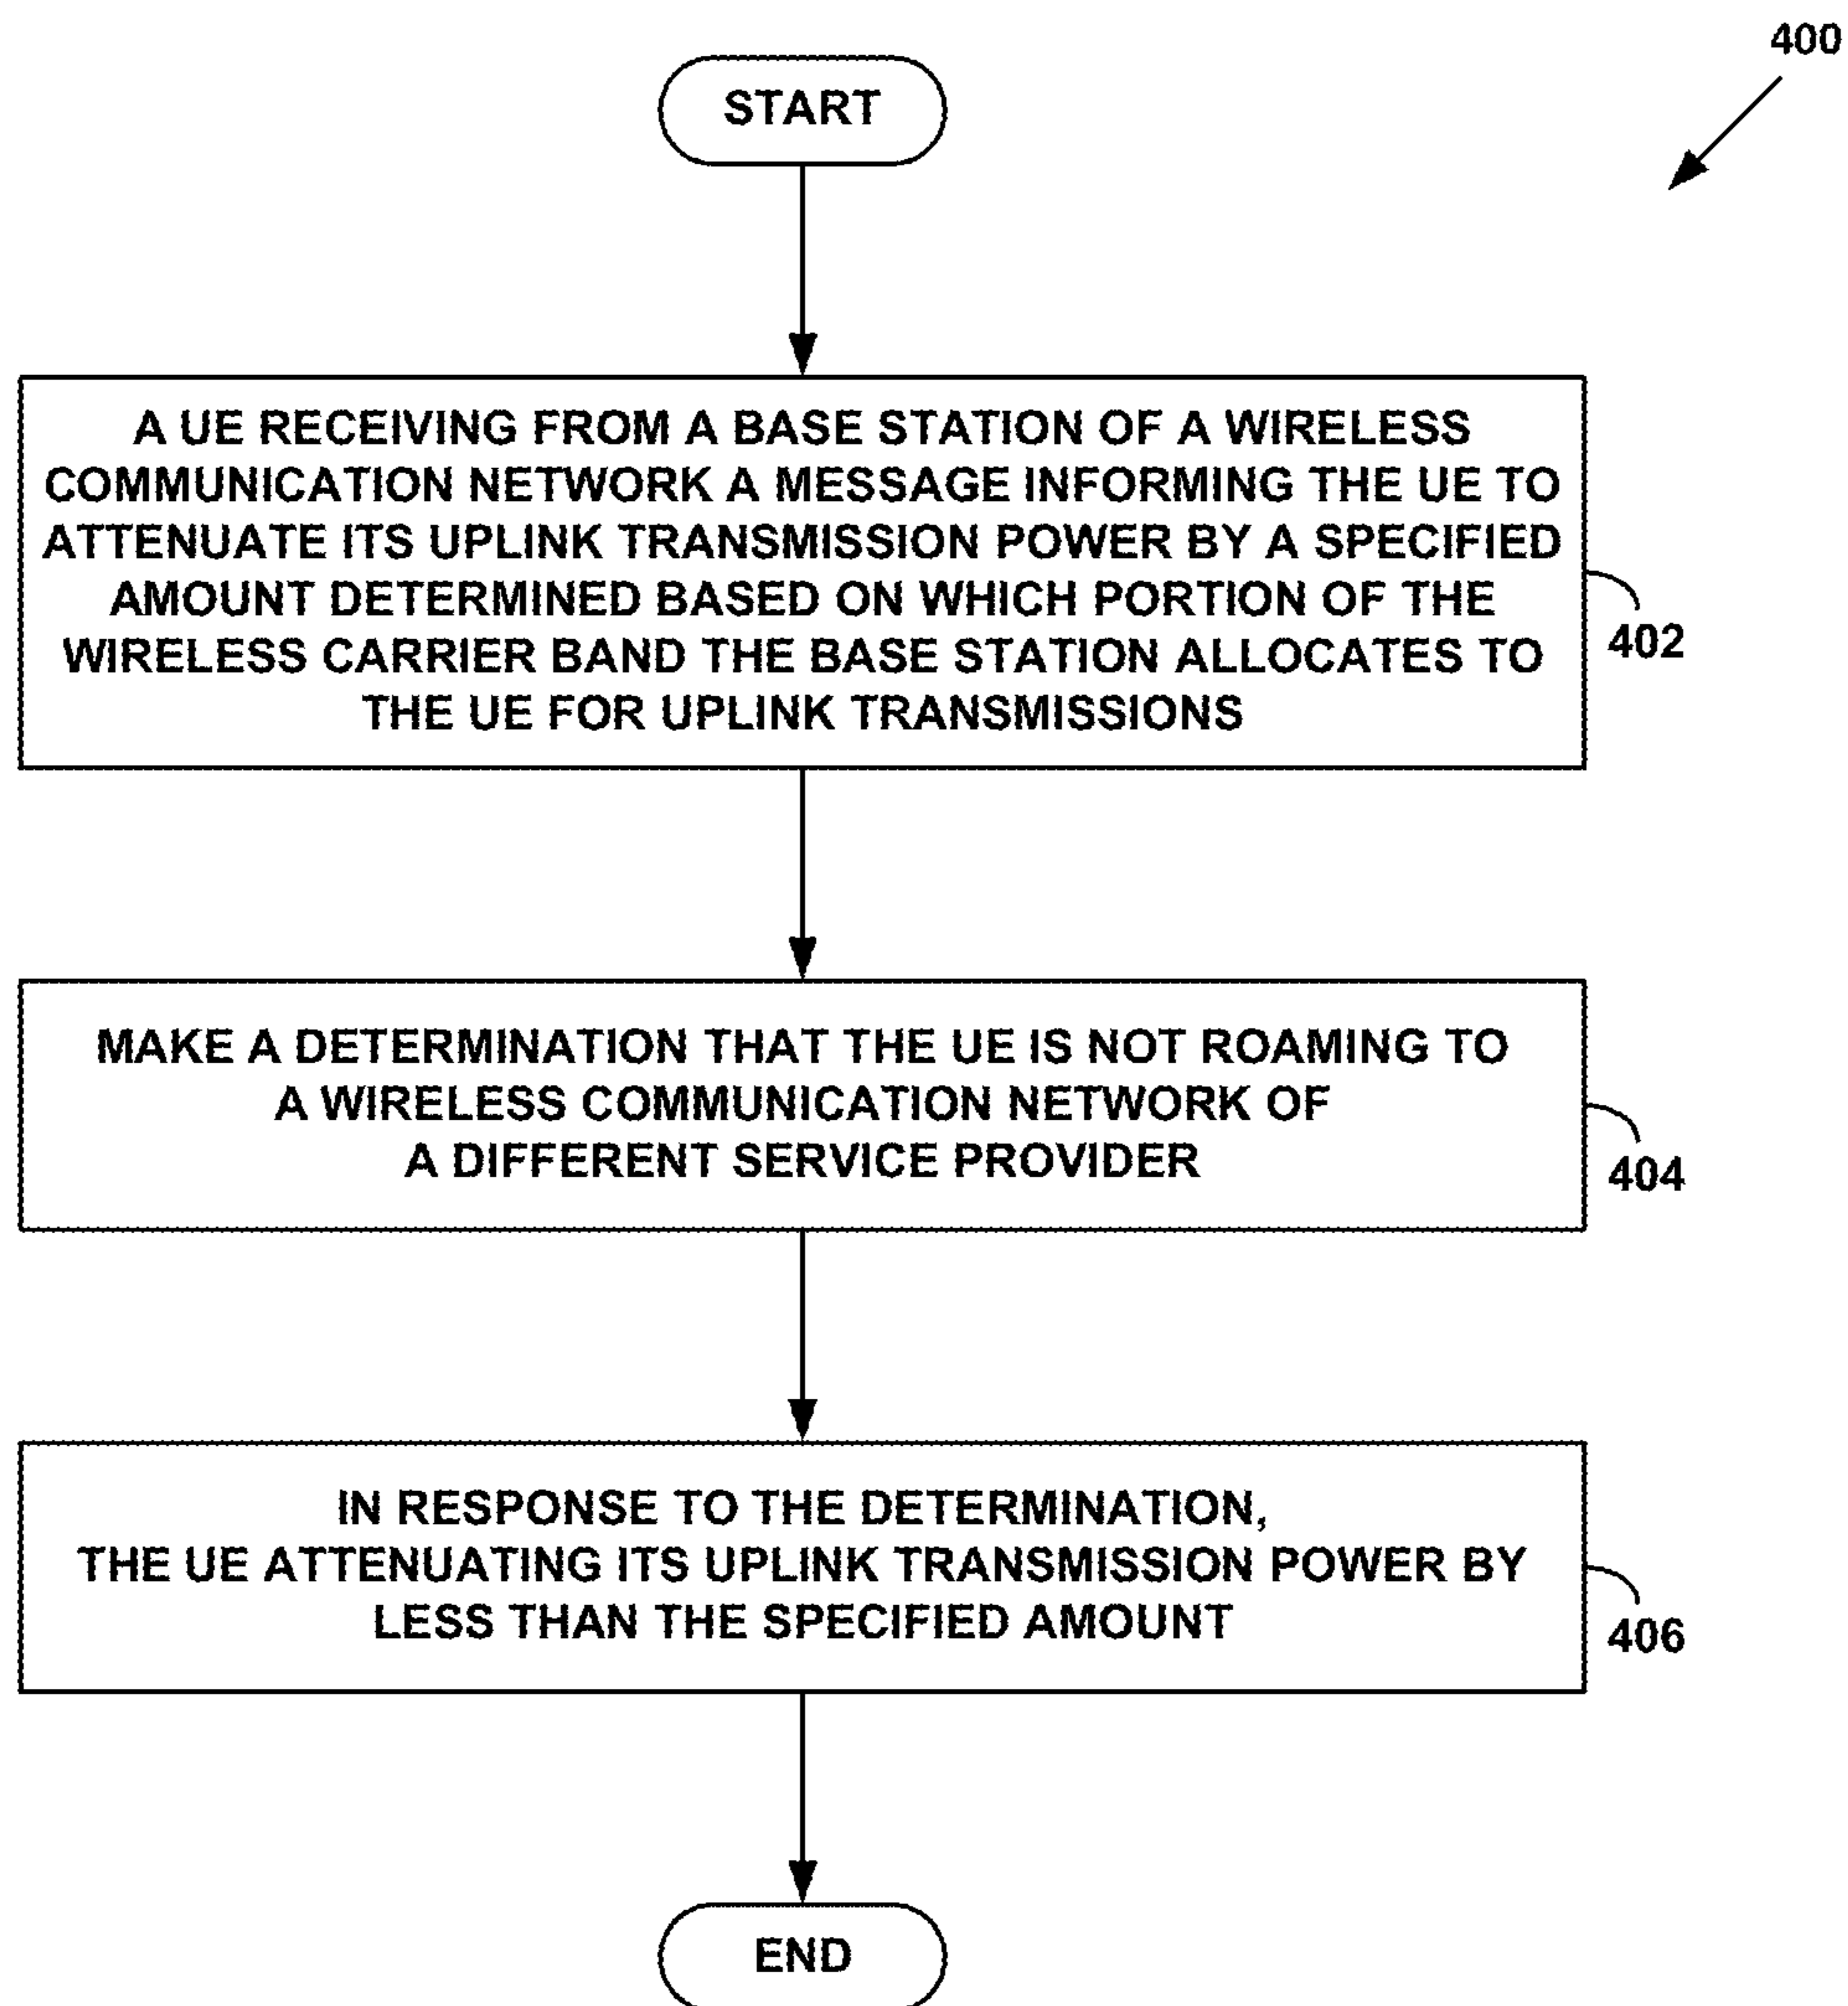 400
START
A UE RECEIVING FROM A BASE STATION OF A WIRELESS
COMMUNICATION NETWORK A MESSAGE INFORMING THE UE TO
ATTENUATE ITS UPLINK TRANSMISSION POWER BY A SPECIFIED
AMOUNT DETERMINED BASED ON WHICH PORTION OF THE
WIRELESS CARRIER BAND THE BASE STATION ALLOCATES TO
THE UE FOR UPLINK TRANSMISSIONS
402
MAKE A DETERMINATION THAT THE UE IS NOT ROAMING TO
A WIRELESS COMMUNICATION NETWORK OF
A DIFFERENT SERVICE PROVIDER
404
IN RESPONSE TO THE DETERMINATION,
THE UE ATTENUATING ITS UPLINK TRANSMISSION POWER BY
LESS THAN THE SPECIFIED AMOUNT
406
END